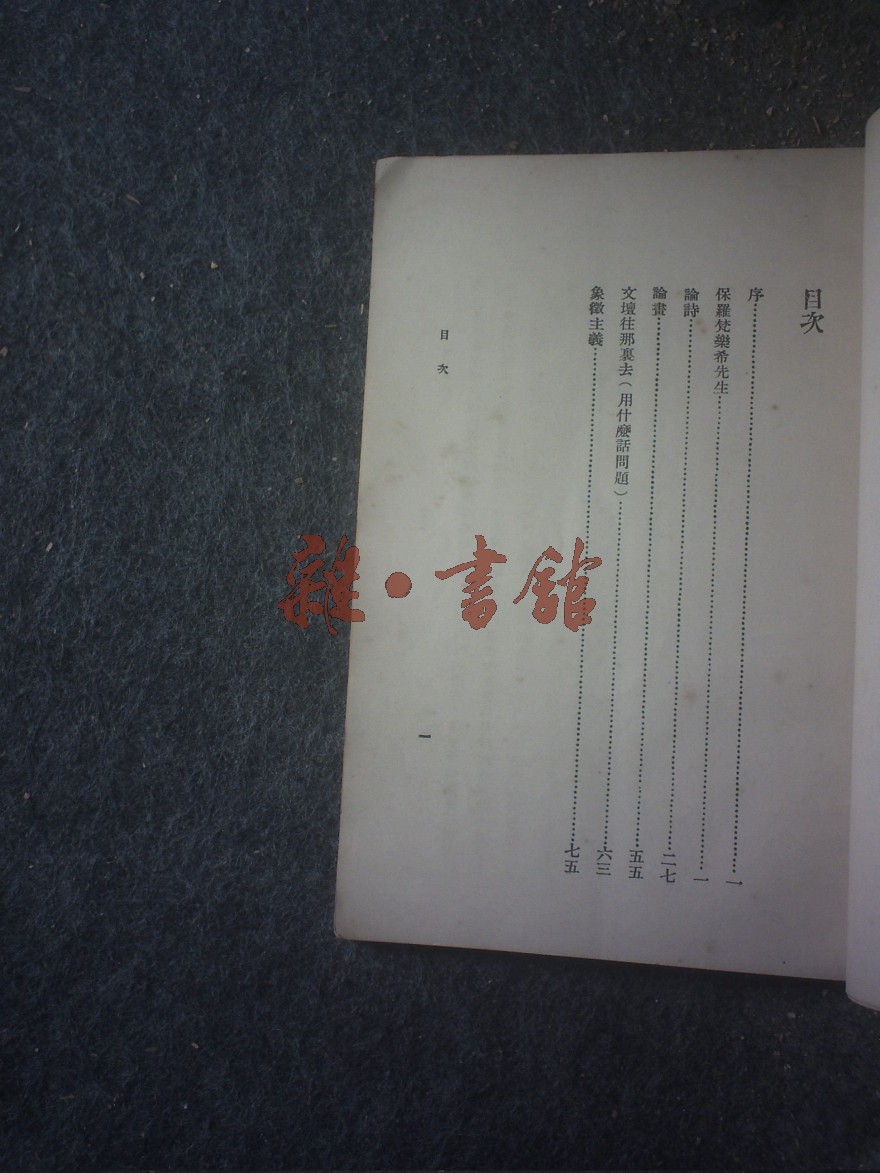 目次
序⋯⋯一
保羅梵樂希先生⋯⋯一
論詩⋯⋯二七
論畫⋯⋯五五
文壇往那裏去(用什麼話問題)⋯⋯六三
象徵主義⋯⋯七五
目次
一
雜·書館